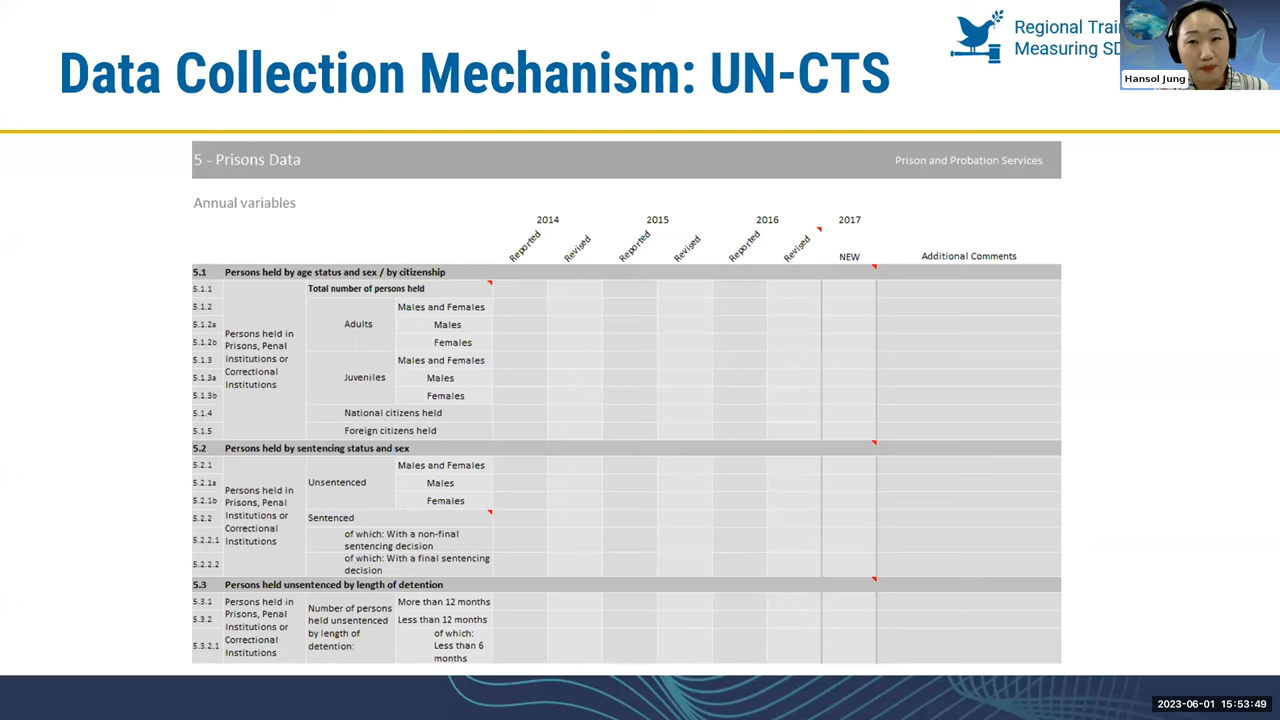 Data Collection Mechanism: UN-CTS
Regional Trai
Measuring SD
Hansol Jung
5 - Prisons Data
Prison and Probation Services
Annual variables
2014 2015 2016 2017
Reported Revised Reported Revised Reported Revised NEW Additional Comments
5.1 Persons held by age status and sex / by citizenship
5.1.1 Total number of persons held
5.1.2 Males and Females
5.1.2a Adults Males
5.1.2b Females
Persons held in
Prisons, Penal
Institutions or
Correctional
Institutions
5.1.3 Males and Females
5.1.3a Juveniles Males
5.1.3b Females
5.1.4 National citizens held
5.1.5 Foreign citizens held
5.2 Persons held by sentencing status and sex
5.2.1 Males and Females
5.2.1a Unsentenced Males
5.2.1b Females
Persons held in
Prisons, Penal
Institutions or
Correctional
Institutions
5.2.2 Sentenced
5.2.2.1 of which: With a non-final
sentencing decision
5.2.2.2 of which: With a final sentencing
decision
5.3 Persons held unsentenced by length of detention
Persons held in
Prisons, Penal
Institutions or
Correctional
Institutions
Number of persons
held unsentenced
by length of
detention:
5.3.1 More than 12 months
5.3.2 Less than 12 months
5.3.2.1 of which:
Less than 6
months
2023-06-01 15:53:49